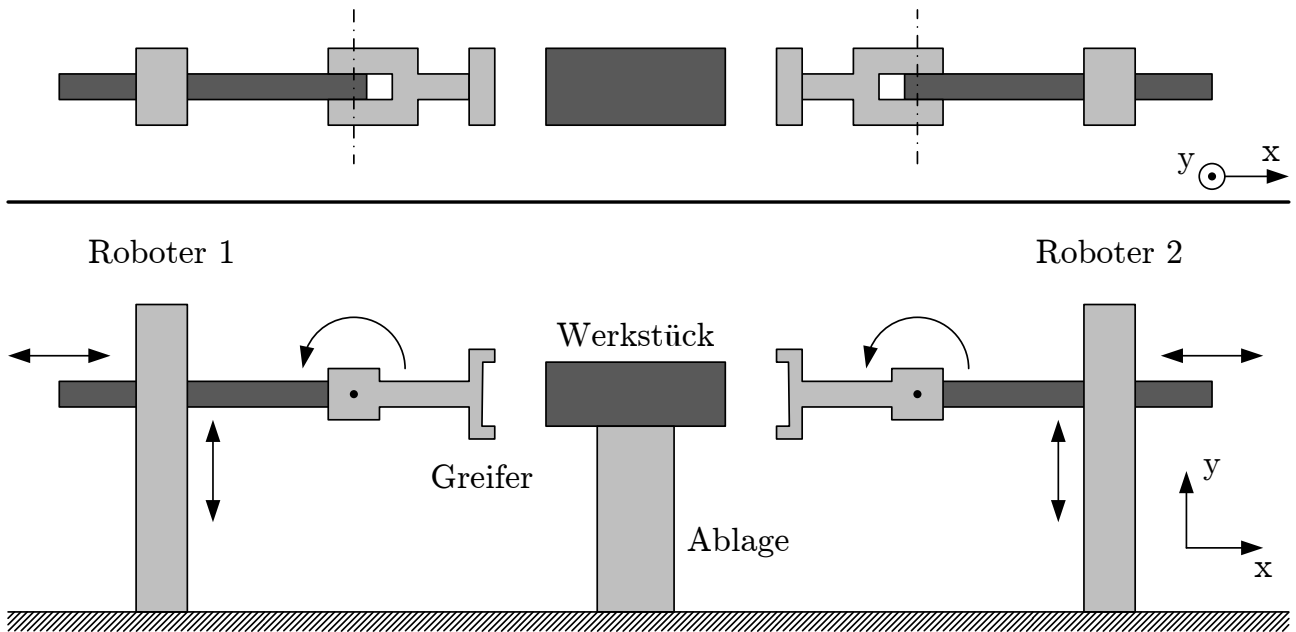 y
x
Roboter 1
Roboter 2
Werkstück
Greifer
y
Ablage
x